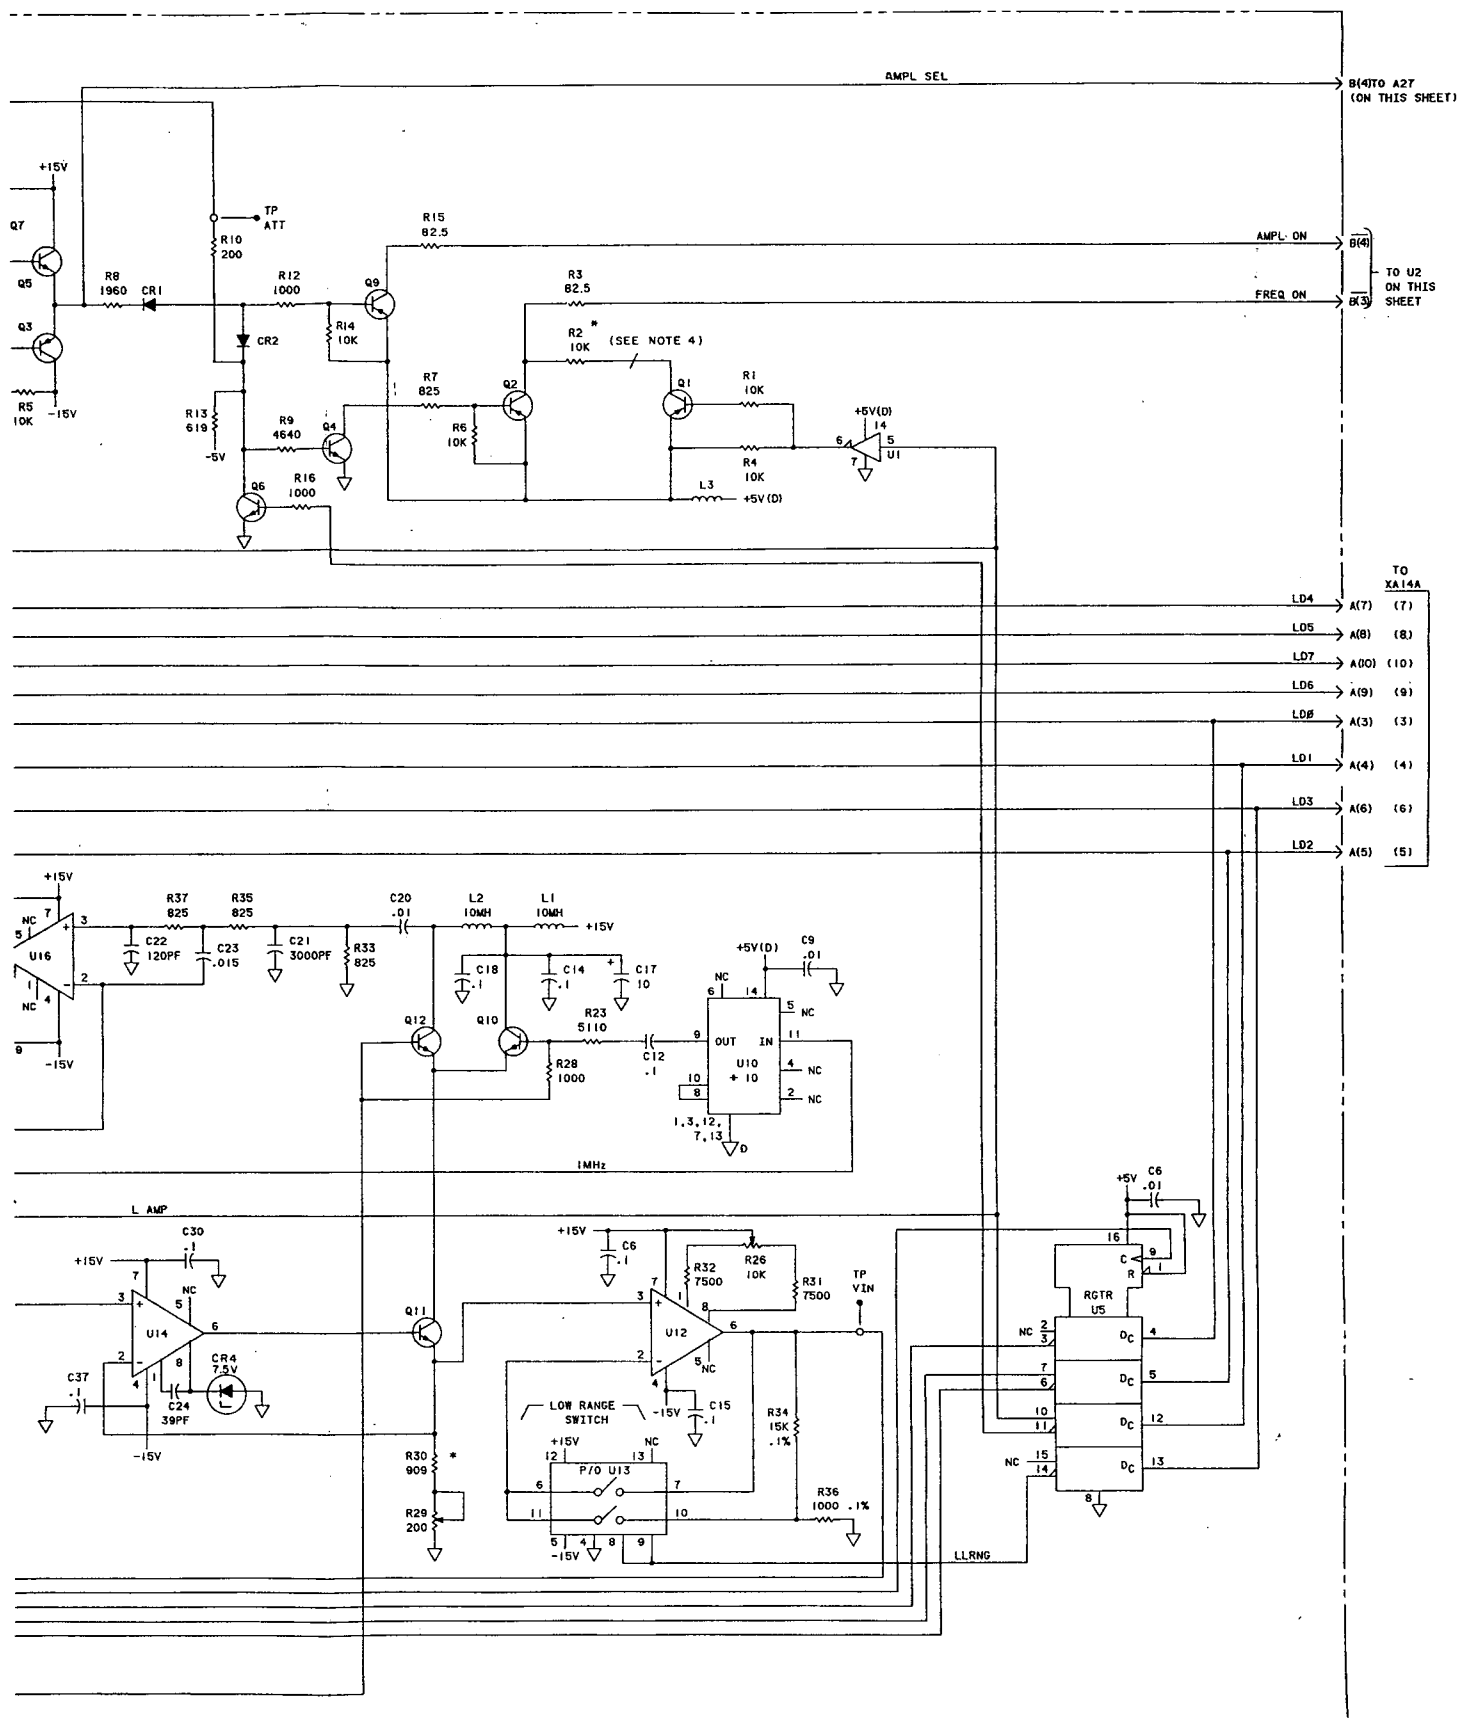 AMPL SEL
B(4)TO A27
(ON THIS SHEET)
+15V
Q7
TP
ATT
R10
200
R15
82.5
AMPL ON
B(4)
Q5
R8
1960
CR1
R12
1000
Q9
R3
82.5
FREQ ON
B(3)
TO U2
ON THIS
SHEET
Q3
R14
10K
CR2
R2 *
10K
(SEE NOTE 4)
R5
10K
-15V
R13
619
-5V
R9
4640
Q4
R7
825
R6
10K
Q2
Q1
R1
10K
R4
10K
+5V(D)
14
6
5
7
U1
Q6
R16
1000
L3
+5V(D)
TO
XA14A
LD4
A(7) (7)
LD5
A(8) (8)
LD7
A(10) (10)
LD6
A(9) (9)
LDØ
A(3) (3)
LD1
A(4) (4)
LD3
A(6) (6)
LD2
A(5) (5)
+15V
NC
7
5
+
3
U16
1
-
2
NC
4
9
-15V
R37
825
R35
825
C22
120PF
C23
.015
C21
3000PF
R33
825
C20
.01
L2
10MH
L1
10MH
+15V
C18
.1
C14
.1
+
C17
10
Q12
Q10
R23
5110
R28
1000
C12
.1
+5V(D)
C9
.01
NC
6
14
5
NC
9
OUT
IN
11
U10
÷ 10
4
NC
10
8
2
NC
1,3,12,
7,13
D
1MHz
L AMP
+15V
C30
.1
7
NC
3
+
5
U14
6
2
-
8
1
4
CR4
7.5V
C37
.1
C24
39PF
-15V
Q11
R30 *
909
R29
200
+15V
C6
.1
R32
7500
R26
10K
R31
7500
TP
VIN
7
1
8
3
+
U12
6
2
-
5
NC
4
-15V
C15
.1
LOW RANGE
SWITCH
+15V
12
NC
13
P/O U13
6
7
11
10
5
4
8
9
-15V
R34
15K
.1%
R36
1000 .1%
LLRNG
+5V
C6
.01
16
C
9
R
1
RGTR
U5
NC
2
3
DC
4
7
6
DC
5
10
11
DC
12
NC
15
14
DC
13
8